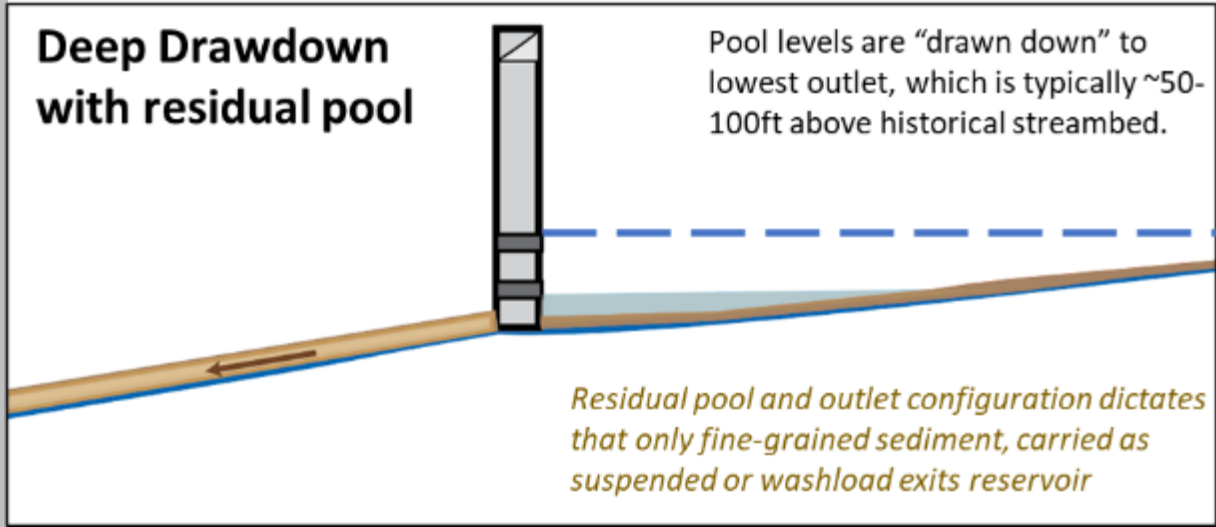 Deep Drawdown
with residual pool
Pool levels are “drawn down” to
lowest outlet, which is typically ~50-
100ft above historical streambed.
Residual pool and outlet configuration dictates
that only fine-grained sediment, carried as
suspended or washload exits reservoir